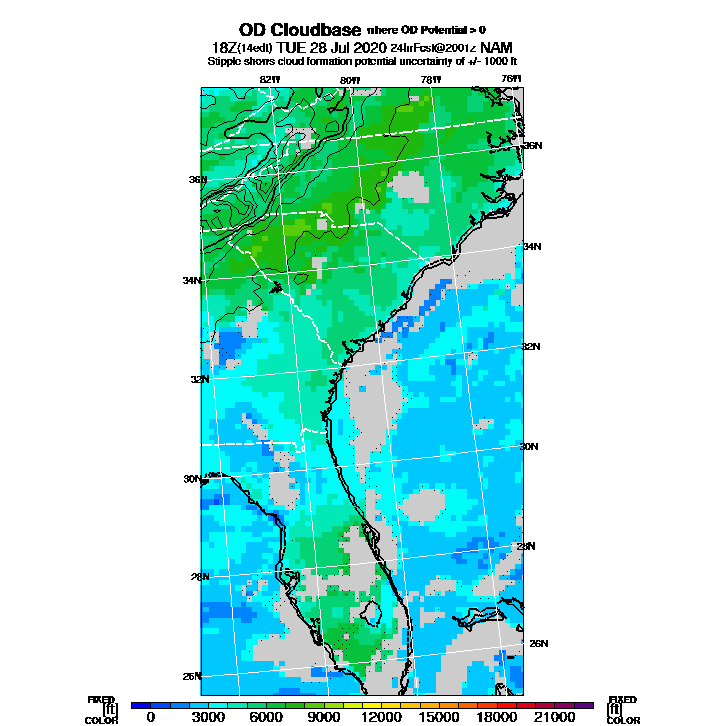 OD Cloudbase where OD Potential > 0
18Z(14edt) TUE 28 Jul 2020 24hrFcst@2001z NAM
Stipple shows cloud formation potential uncertainty of +/- 1000 ft
82W 80W 78W 76W
36N
36N
34N
34N
32N
32N
30N
30N
28N
28N
26N
26N
FIXED [ft] COLOR
0 3000 6000 9000 12000 15000 18000 21000
FIXED [ft] COLOR